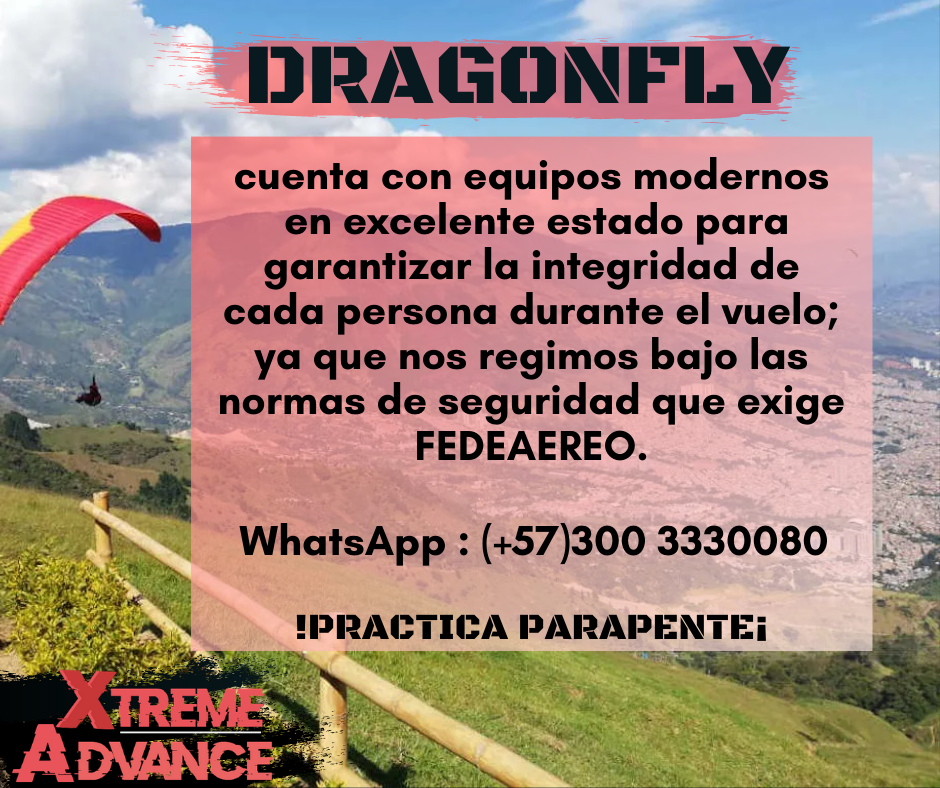 DRAGONFLY
cuenta con equipos modernos
en excelente estado para
garantizar la integridad de
cada persona durante el vuelo;
ya que nos regimos bajo las
normas de seguridad que exige
FEDEAEREO.
WhatsApp : (+57)300 3330080
!PRACTICA PARAPENTE¡
XTREME
ADVANCE